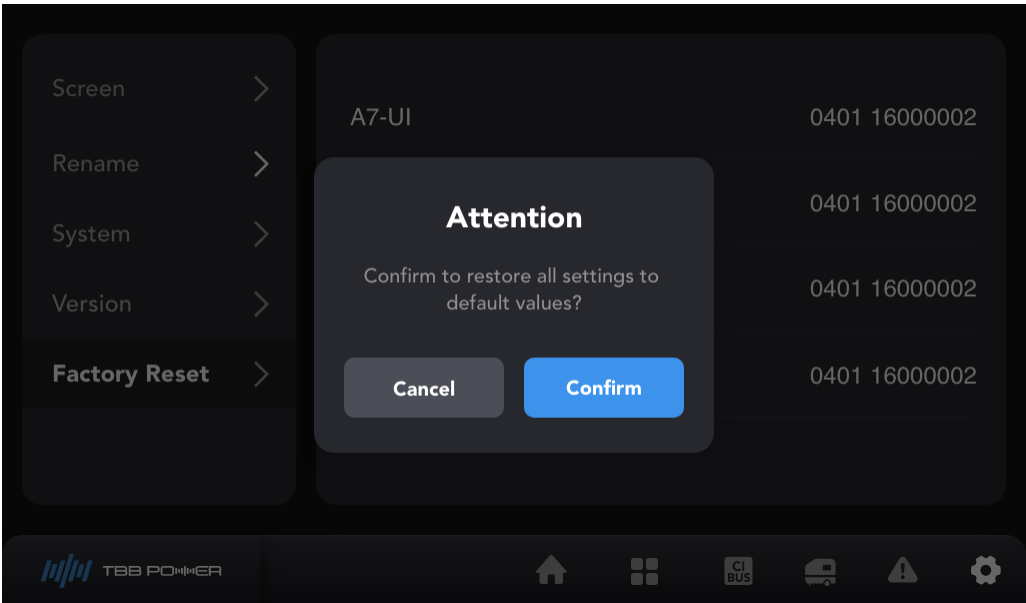 Screen
Rename
System
Version
Factory Reset
A7-UI 0401 16000002
0401 16000002
0401 16000002
0401 16000002
Attention
Confirm to restore all settings to
default values?
Cancel Confirm
TBB POWER
CI
BUS